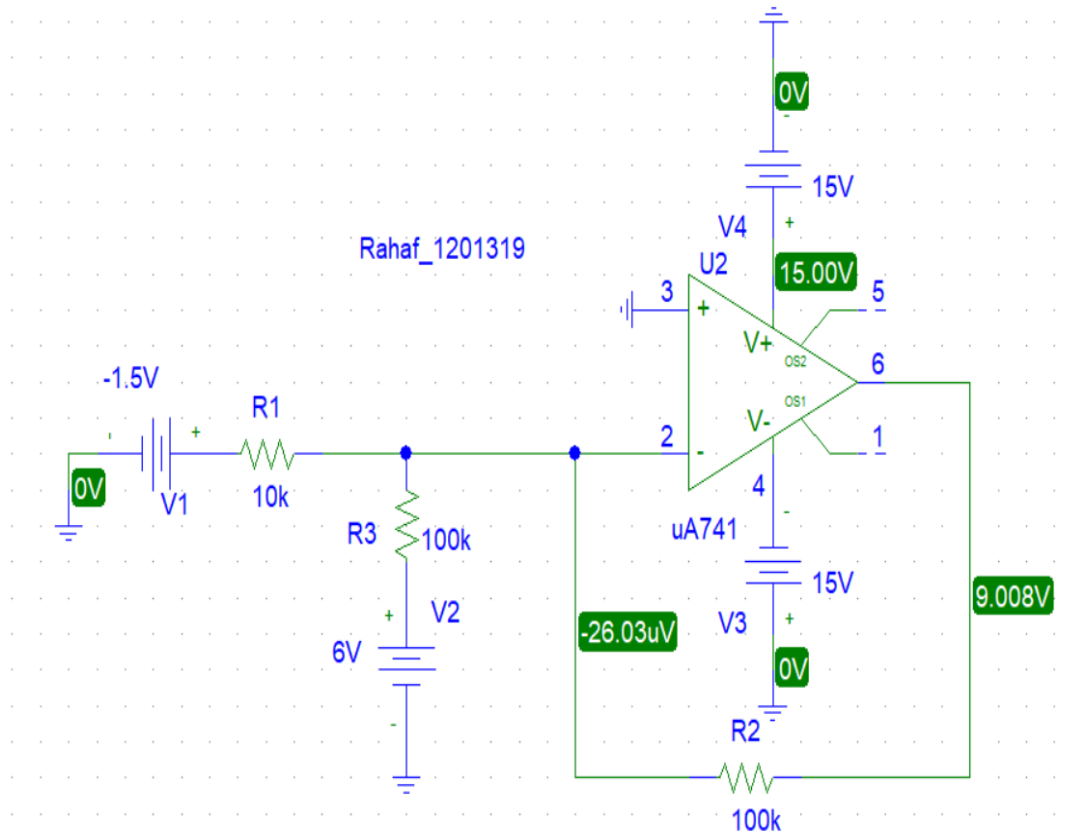 0V
-
15V
V4
+
Rahaf_1201319
U2
15.00V
3
5
+
V+
OS2
6
-1.5V
R1
OS1
V-
-
+
2
-
1
0V
V1
10k
4
-
R3
100k
uA741
15V
+
V2
9.008V
6V
-26.03uV
V3
+
0V
-
R2
100k